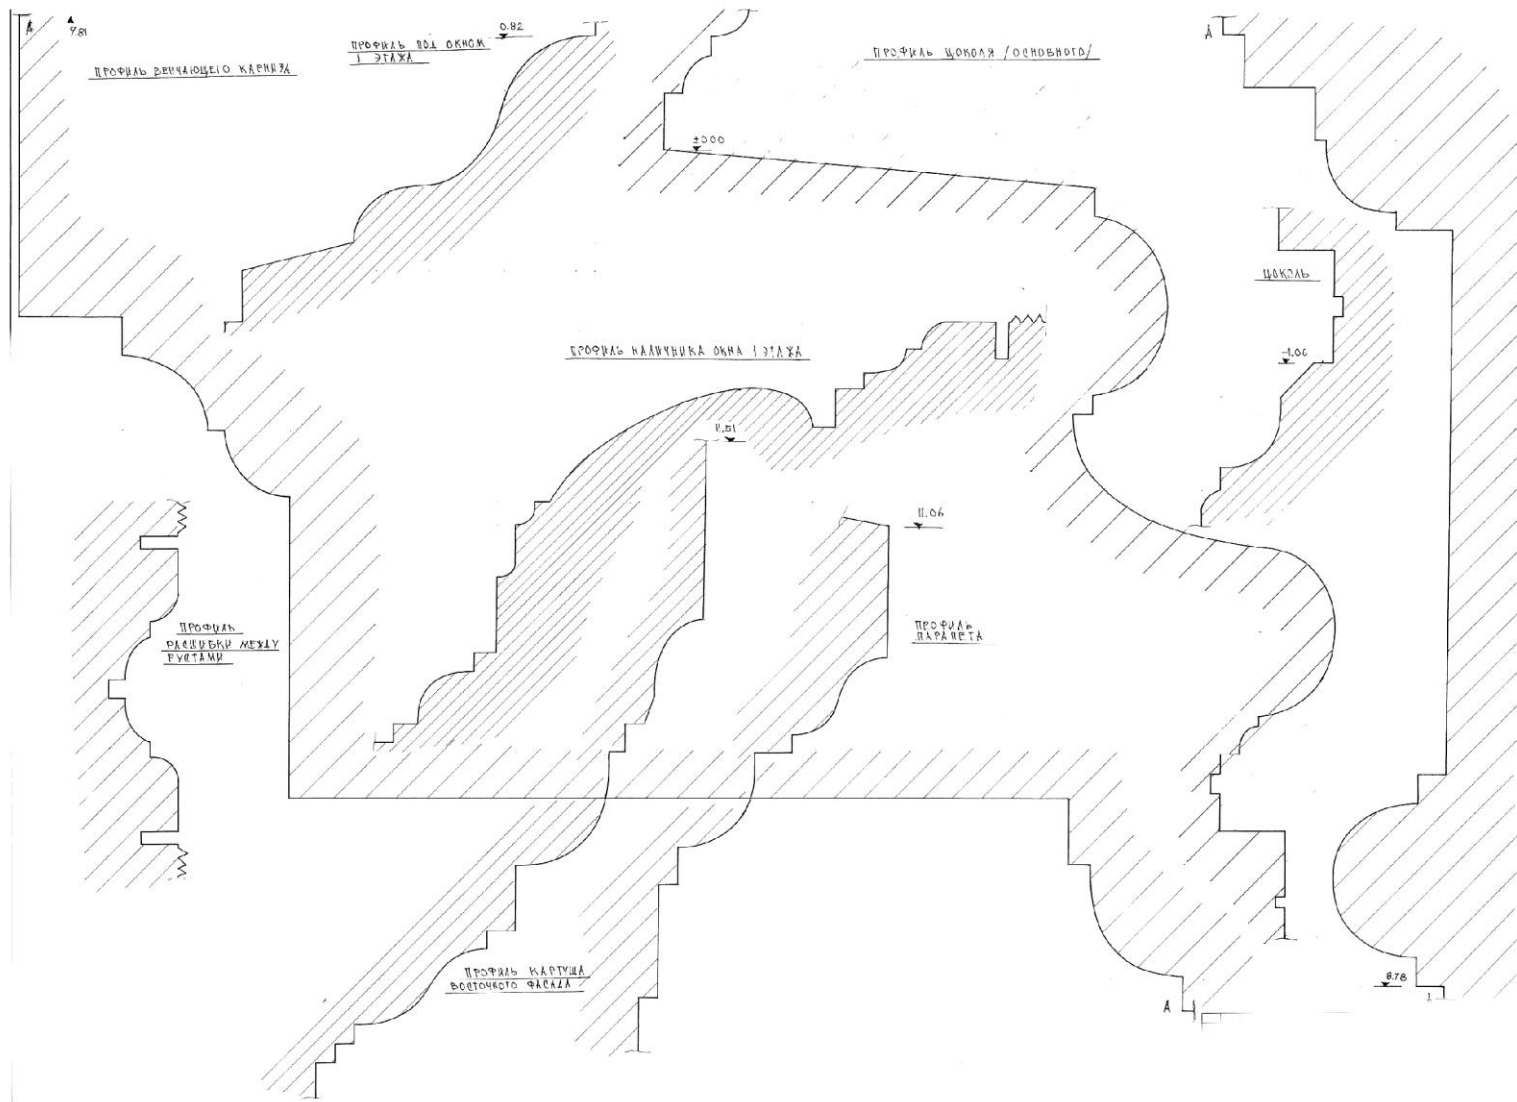 А
9.81
ПРОФИЛЬ ВЕНЧАЮЩЕГО КАРНИЗА
ПРОФИЛЬ ПОД ОКНОМ
1 ЭТАЖА
0.82
ПРОФИЛЬ ЦОКОЛЯ /ОСНОВНОГО/
А
±0.00
ЦОКОЛЬ
-1.06
ПРОФИЛЬ НАЛИЧНИКА ОКНА 1 ЭТАЖА
11.51
11.06
ПРОФИЛЬ
РАСШИВКИ МЕЖДУ
РУСТАМИ
ПРОФИЛЬ
ПАРАПЕТА
ПРОФИЛЬ КАРТУША
ВОСТОЧНОГО ФАСАДА
8.78
А